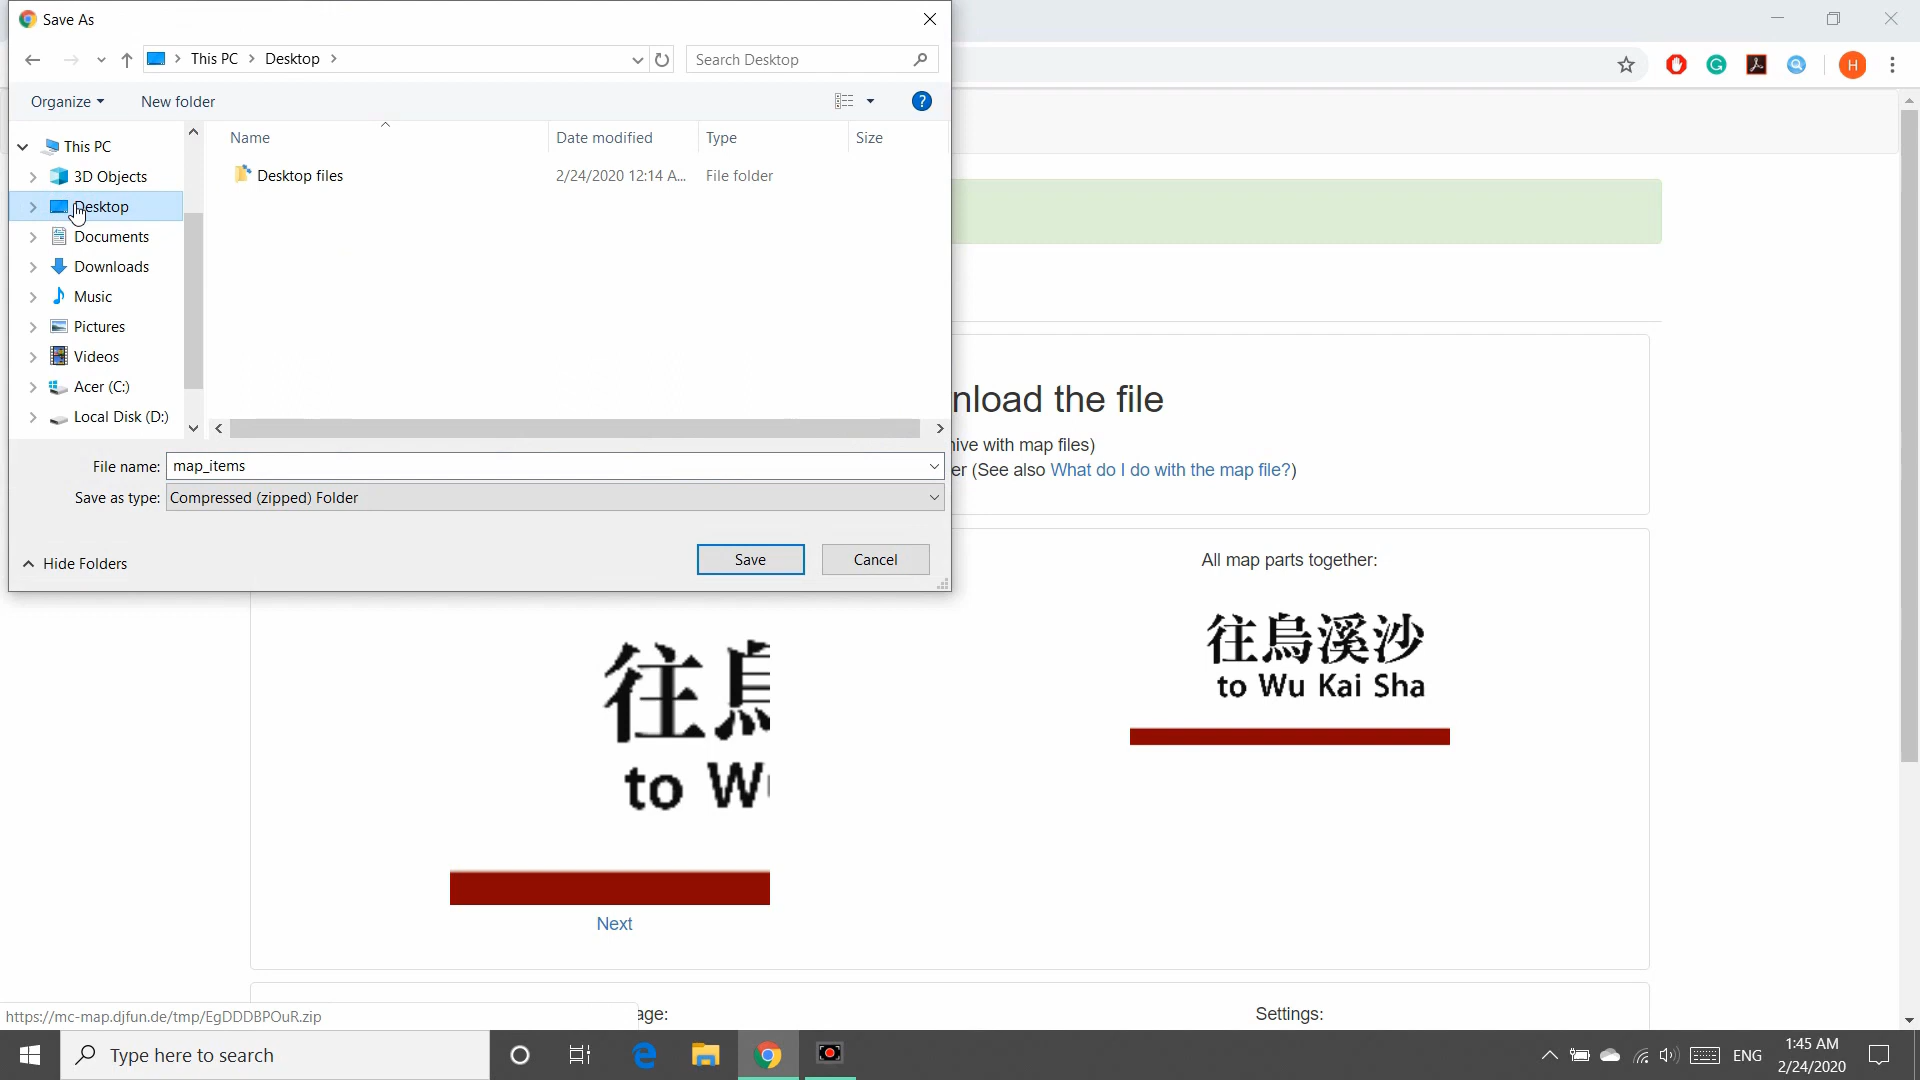 Save As
This PC
Desktop
Search Desktop
Organize
New folder
?
Name
Date modified
Type
Size
This PC
3D Objects
Desktop
Documents
Downloads
Music
Pictures
Videos
Acer (C:)
Local Disk (D:)
Desktop files
2/24/2020 12:14 A...
File folder
File name:
map_items
Save as type:
Compressed (zipped) Folder
Hide Folders
Save
Cancel
H
nload the file
ive with map files)
er (See also What do I do with the map file?)
往烏
to W
Next
All map parts together:
往烏溪沙
to Wu Kai Sha
age:
Settings:
https://mc-map.djfun.de/tmp/EgDDDBPOuR.zip
Type here to search
ENG
1:45 AM
2/24/2020